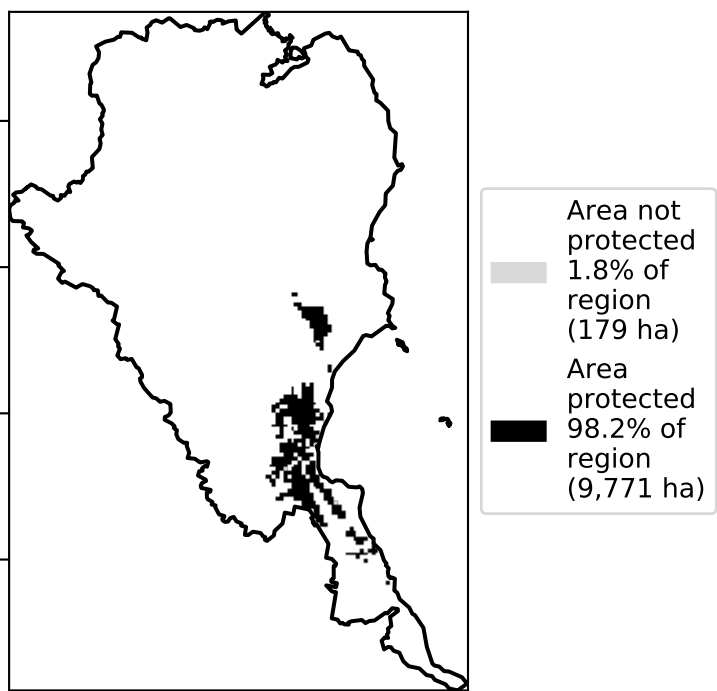 Area not
protected
1.8% of
region
(179 ha)
Area
protected
98.2% of
region
(9,771 ha)